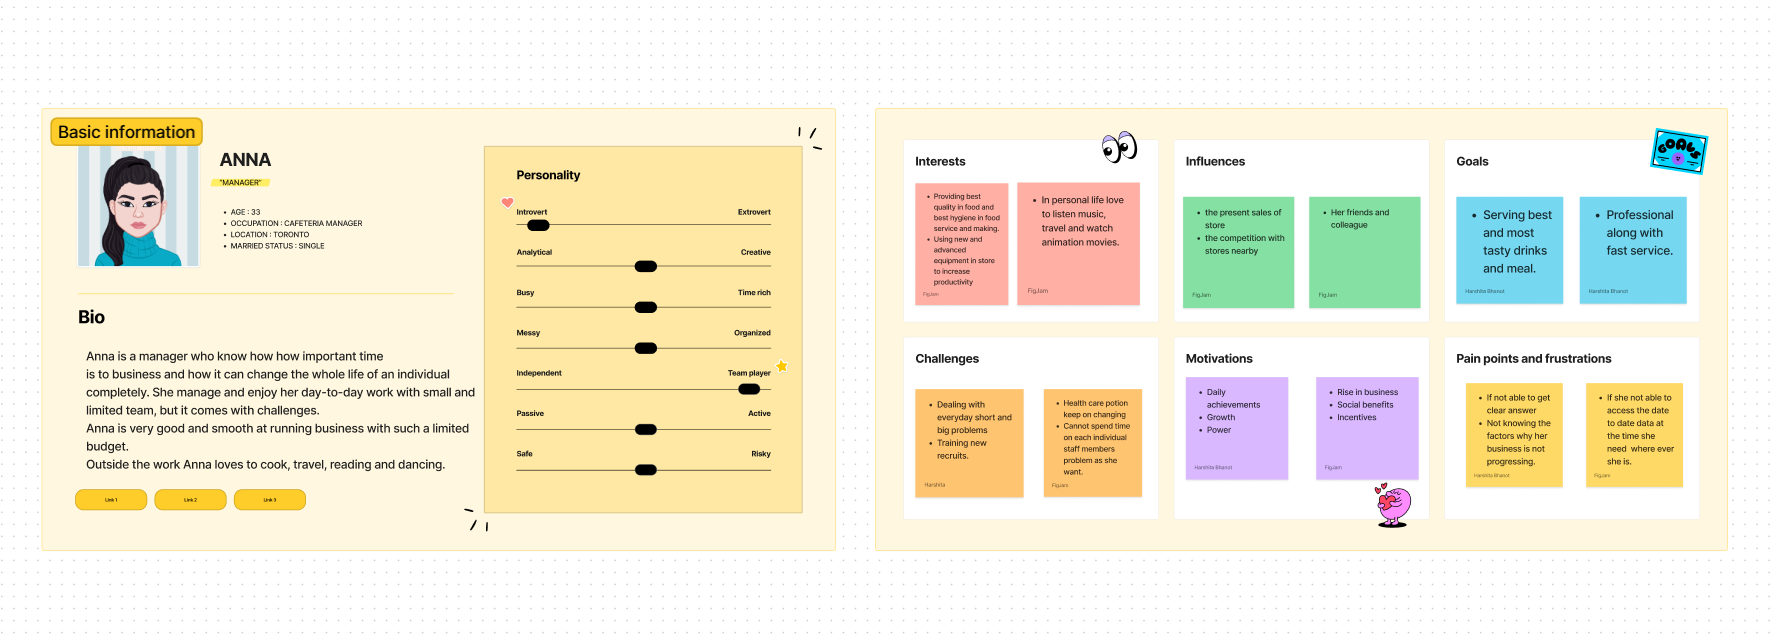 Basic information
ANNA
"MANAGER"
AGE : 33
OCCUPATION : CAFETERIA MANAGER
LOCATION : TORONTO
MARRIED STATUS : SINGLE
Bio
Anna is a manager who know how how important time
is to business and how it can change the whole life of an individual
completely. She manage and enjoy her day-to-day work with small and
limited team, but it comes with challenges.
Anna is very good and smooth at running business with such a limited
budget.
Outside the work Anna loves to cook, travel, reading and dancing.
Link 1
Link 2
Link 3
Personality
Introvert
Extrovert
Analytical
Creative
Busy
Time rich
Messy
Organized
Independent
Team player
Passive
Active
Safe
Risky
Interests
Providing best
quality in food and
best hygiene in food
service and making.
Using new and
advanced
equipment in store
to increase
productivity
FigJam
In personal life love
to listen music,
travel and watch
animation movies.
FigJam
Influences
the present sales of
store
the competition with
stores nearby
FigJam
Her friends and
colleague
FigJam
Goals
GOALS
Serving best
and most
tasty drinks
and meal.
Harshita Bhanot
Professional
along with
fast service.
Harshita Bhanot
Challenges
Dealing with
everyday short and
big problems
Training new
recruits.
Harshita
Health care potion
keep on changing
Cannot spend time
on each individual
staff members
problem as she
want.
FigJam
Motivations
Daily
achievements
Growth
Power
Harshita Bhanot
Rise in business
Social benefits
Incentives
FigJam
Pain points and frustrations
If not able to get
clear answer
Not knowing the
factors why her
business is not
progressing.
Harshita Bhanot
If she not able to
access the date
to date data at
the time she
need where ever
she is.
FigJam